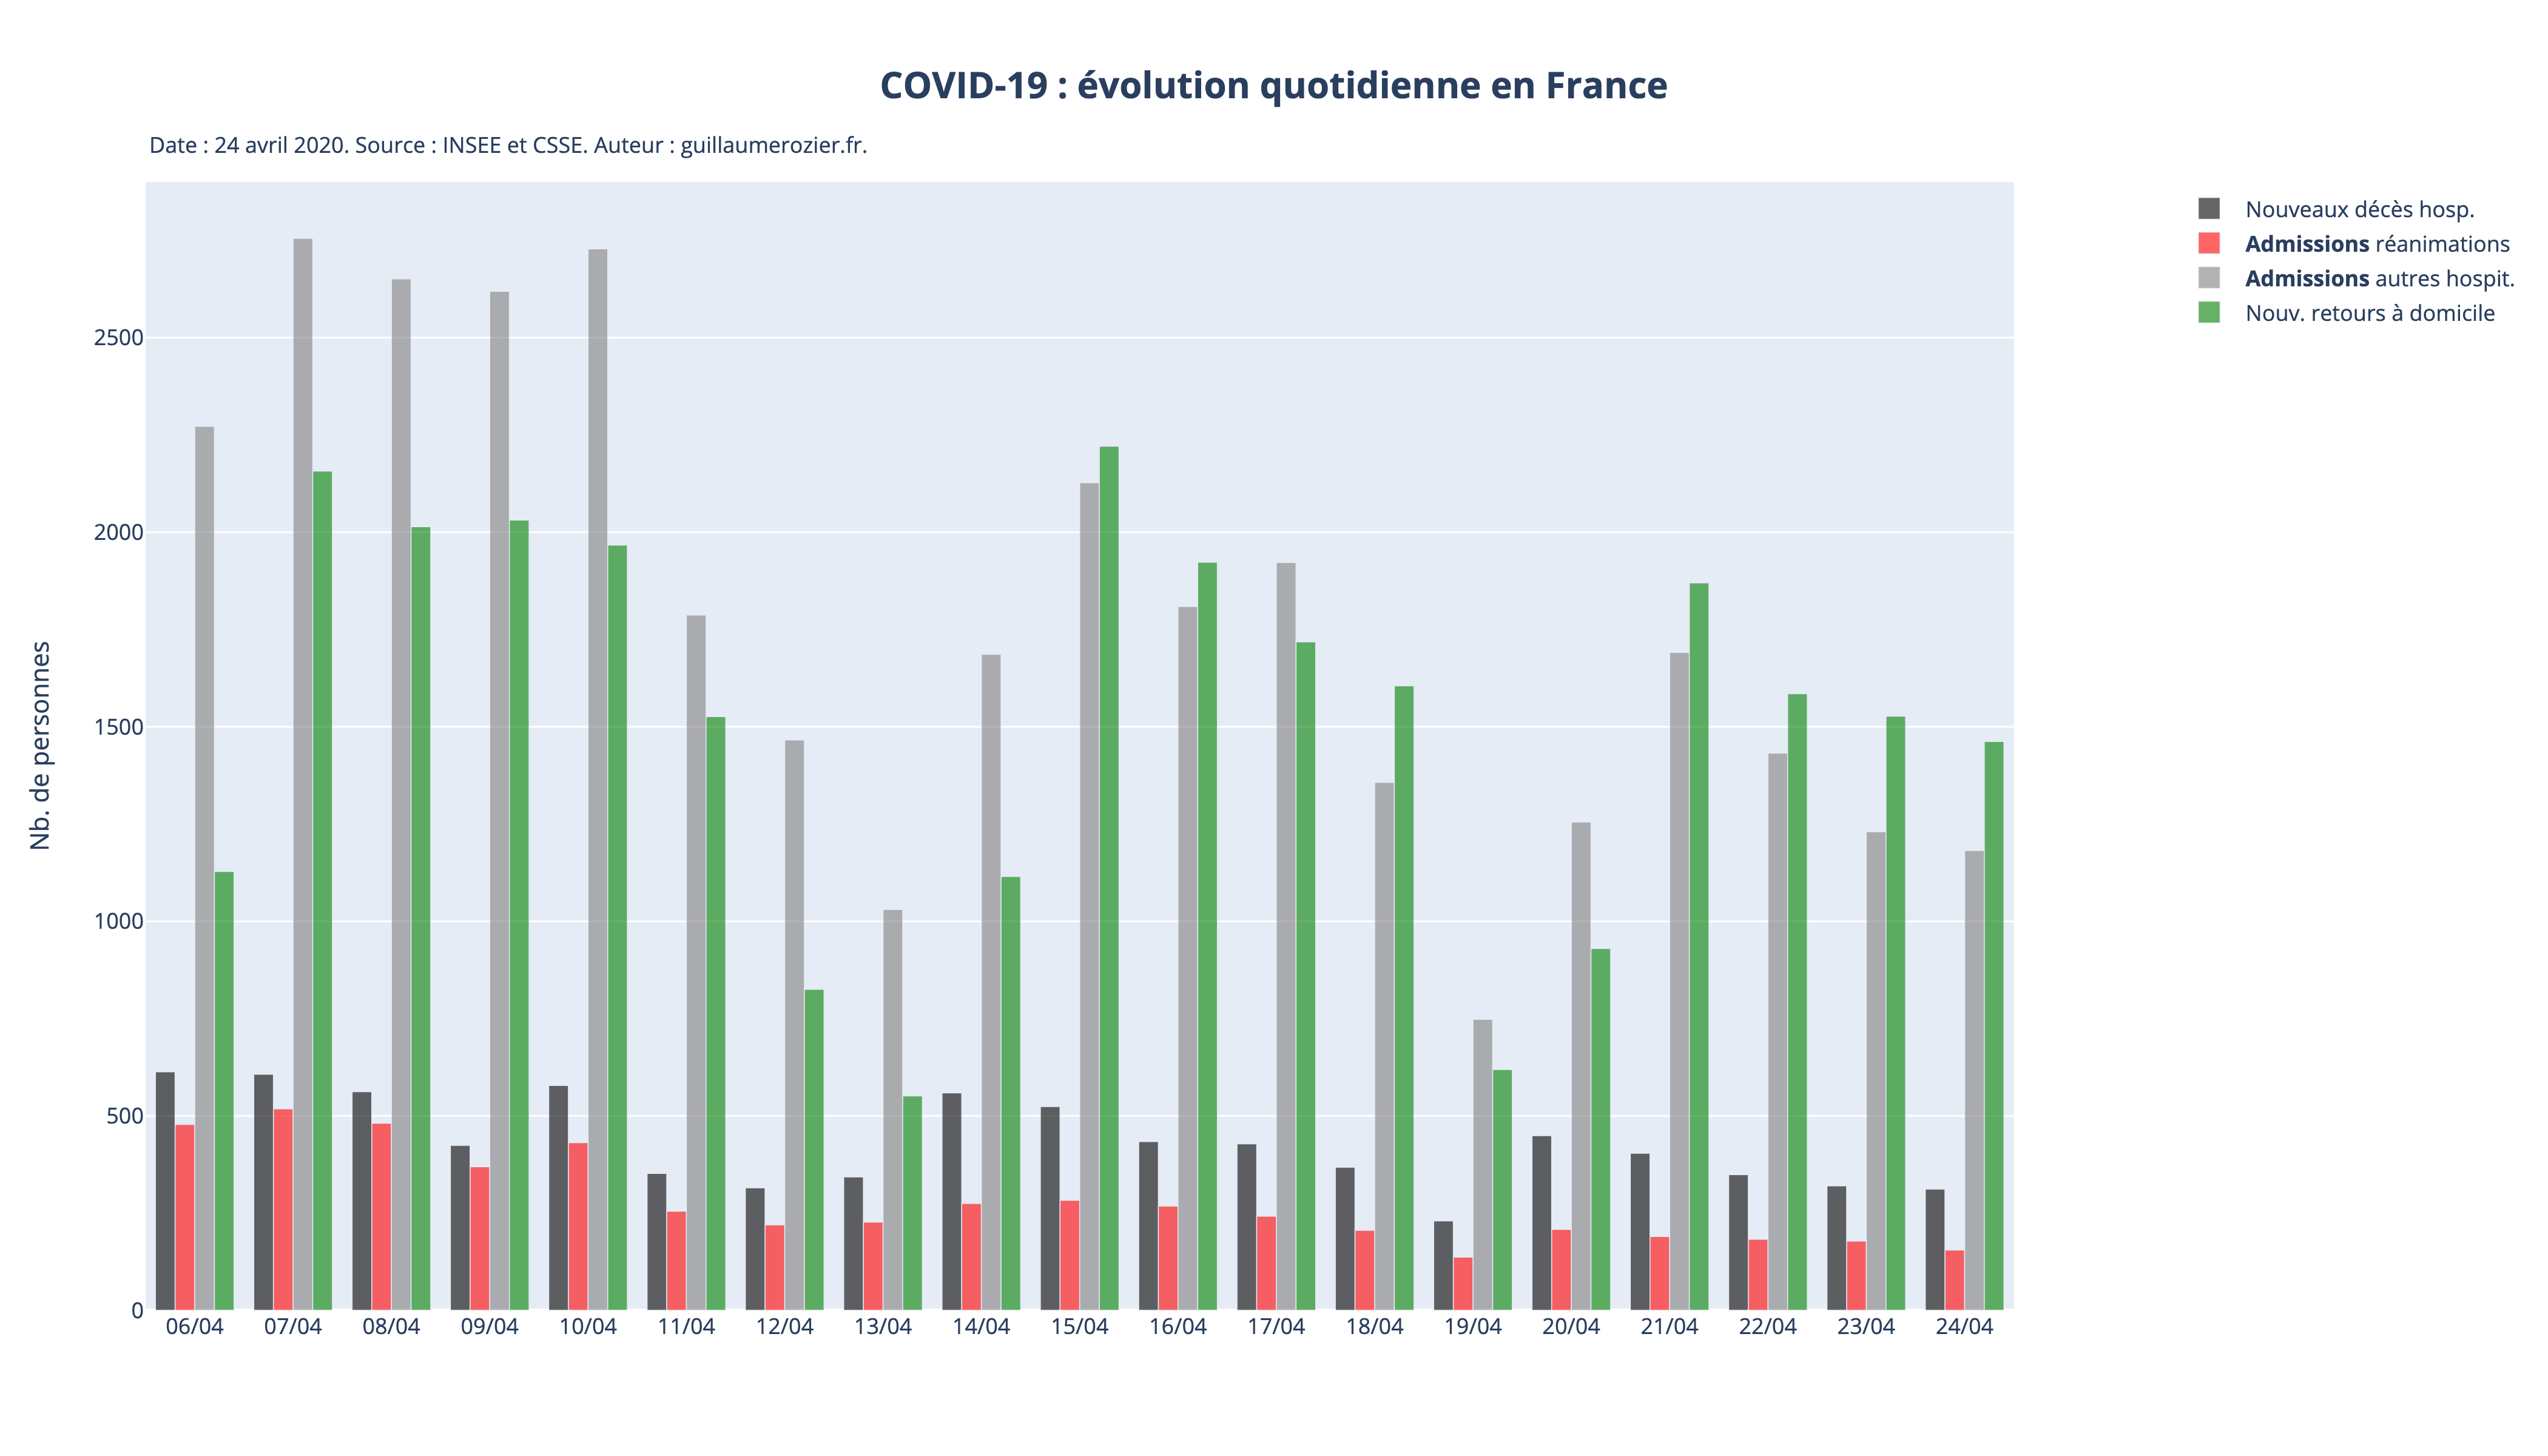 COVID-19 : évolution quotidienne en France
Date : 24 avril 2020. Source : INSEE et CSSE. Auteur : guillaumerozier.fr.
Nouveaux décès hosp.
Admissions réanimations
Admissions autres hospit.
Nouv. retours à domicile
Nb. de personnes
2500
2000
1500
1000
500
0
06/04 07/04 08/04 09/04 10/04 11/04 12/04 13/04 14/04 15/04 16/04 17/04 18/04 19/04 20/04 21/04 22/04 23/04 24/04